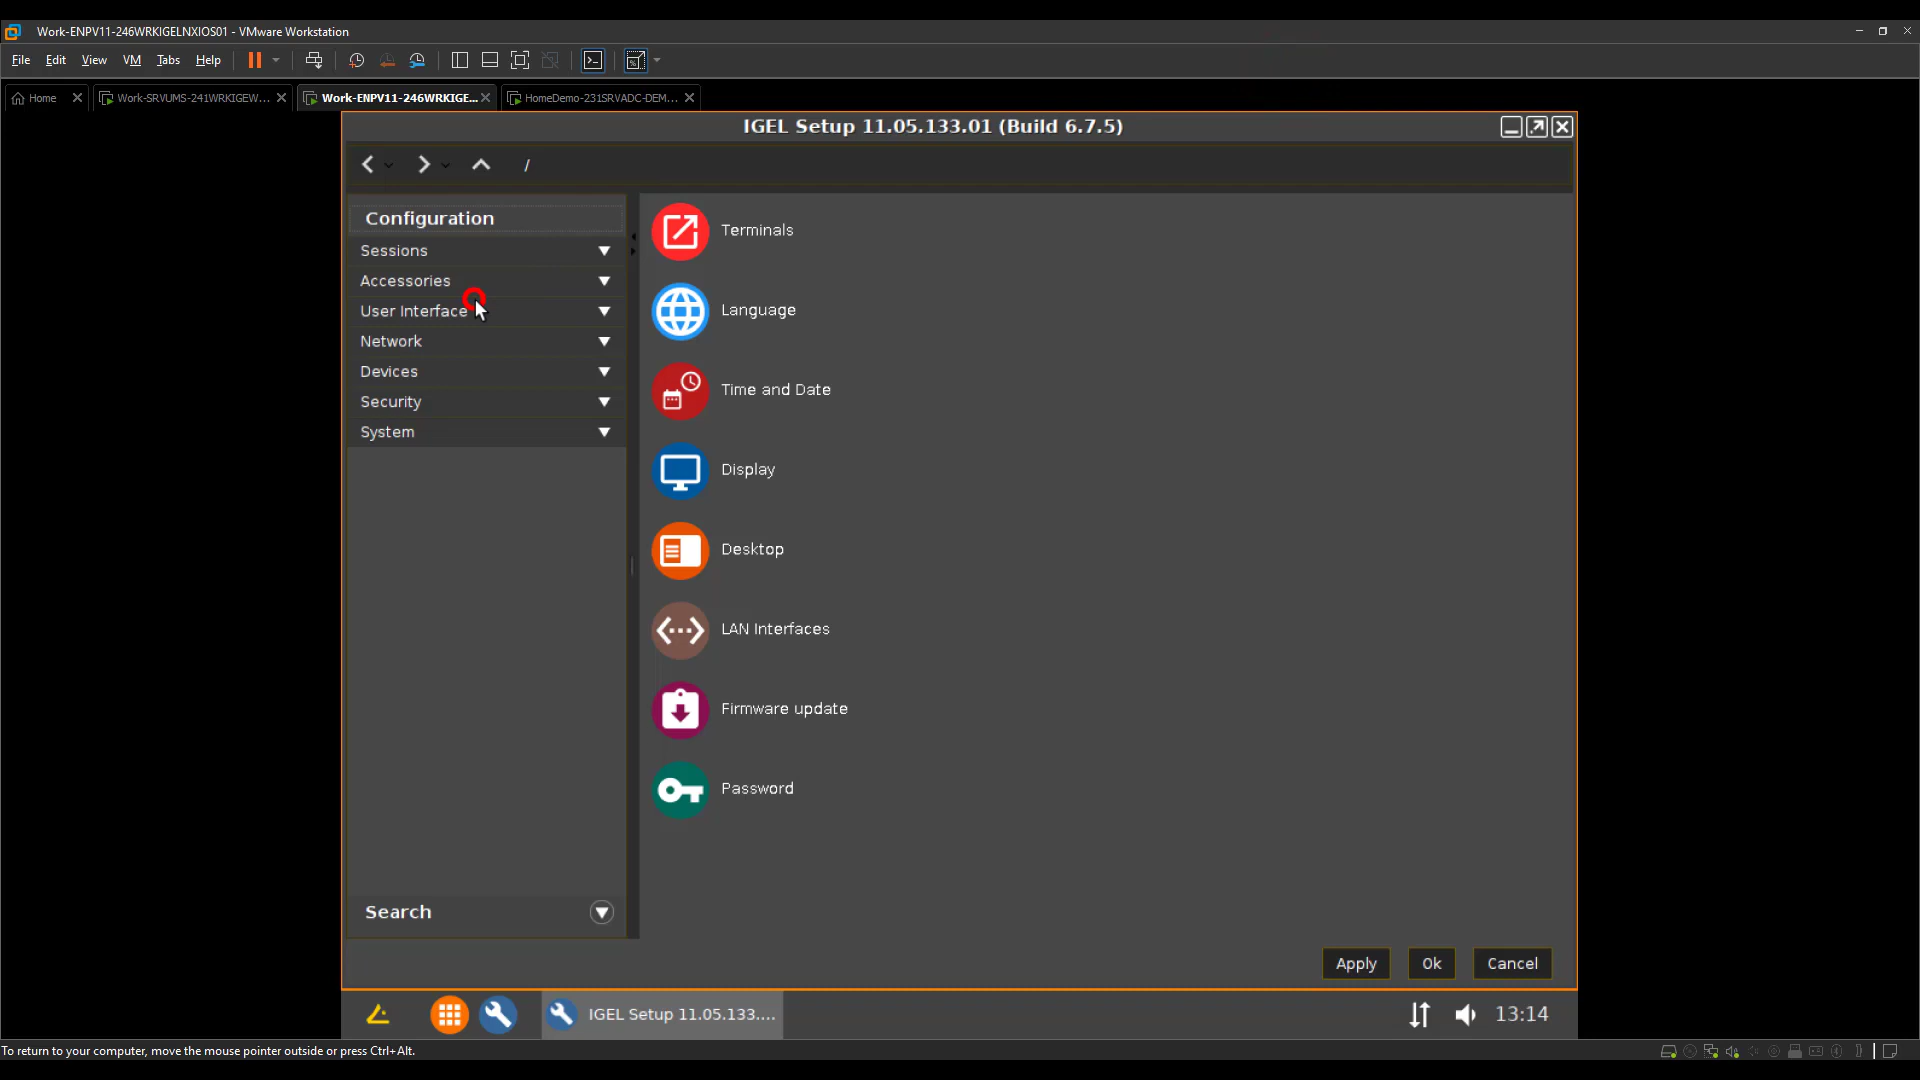 Work-ENPV11-246WRKIGELNXIOS01 - VMware Workstation
File Edit View VM Tabs Help
Home Work-SRVUMS-241WRKIGEW... Work-ENPV11-246WRKIGE... HomeDemo-231SRVADC-DEM...
IGEL Setup 11.05.133.01 (Build 6.7.5)
/
Configuration
Sessions
Accessories
User Interface
Network
Devices
Security
System
Search
Terminals
Language
Time and Date
Display
Desktop
LAN Interfaces
Firmware update
Password
Apply Ok Cancel
IGEL Setup 11.05.133.... 13:14
To return to your computer, move the mouse pointer outside or press Ctrl+Alt.